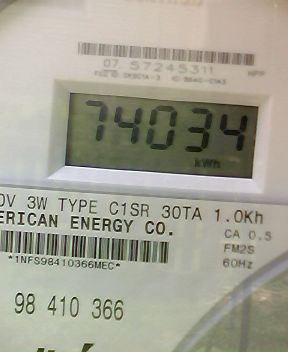 07 57245311
74034
kWh
0V 3W TYPE C1SR 30TA 1.0Kh
ERICAN ENERGY CO.
CA 0.5
FM2S
*1NFS98410366MEC*
60Hz
98 410 366